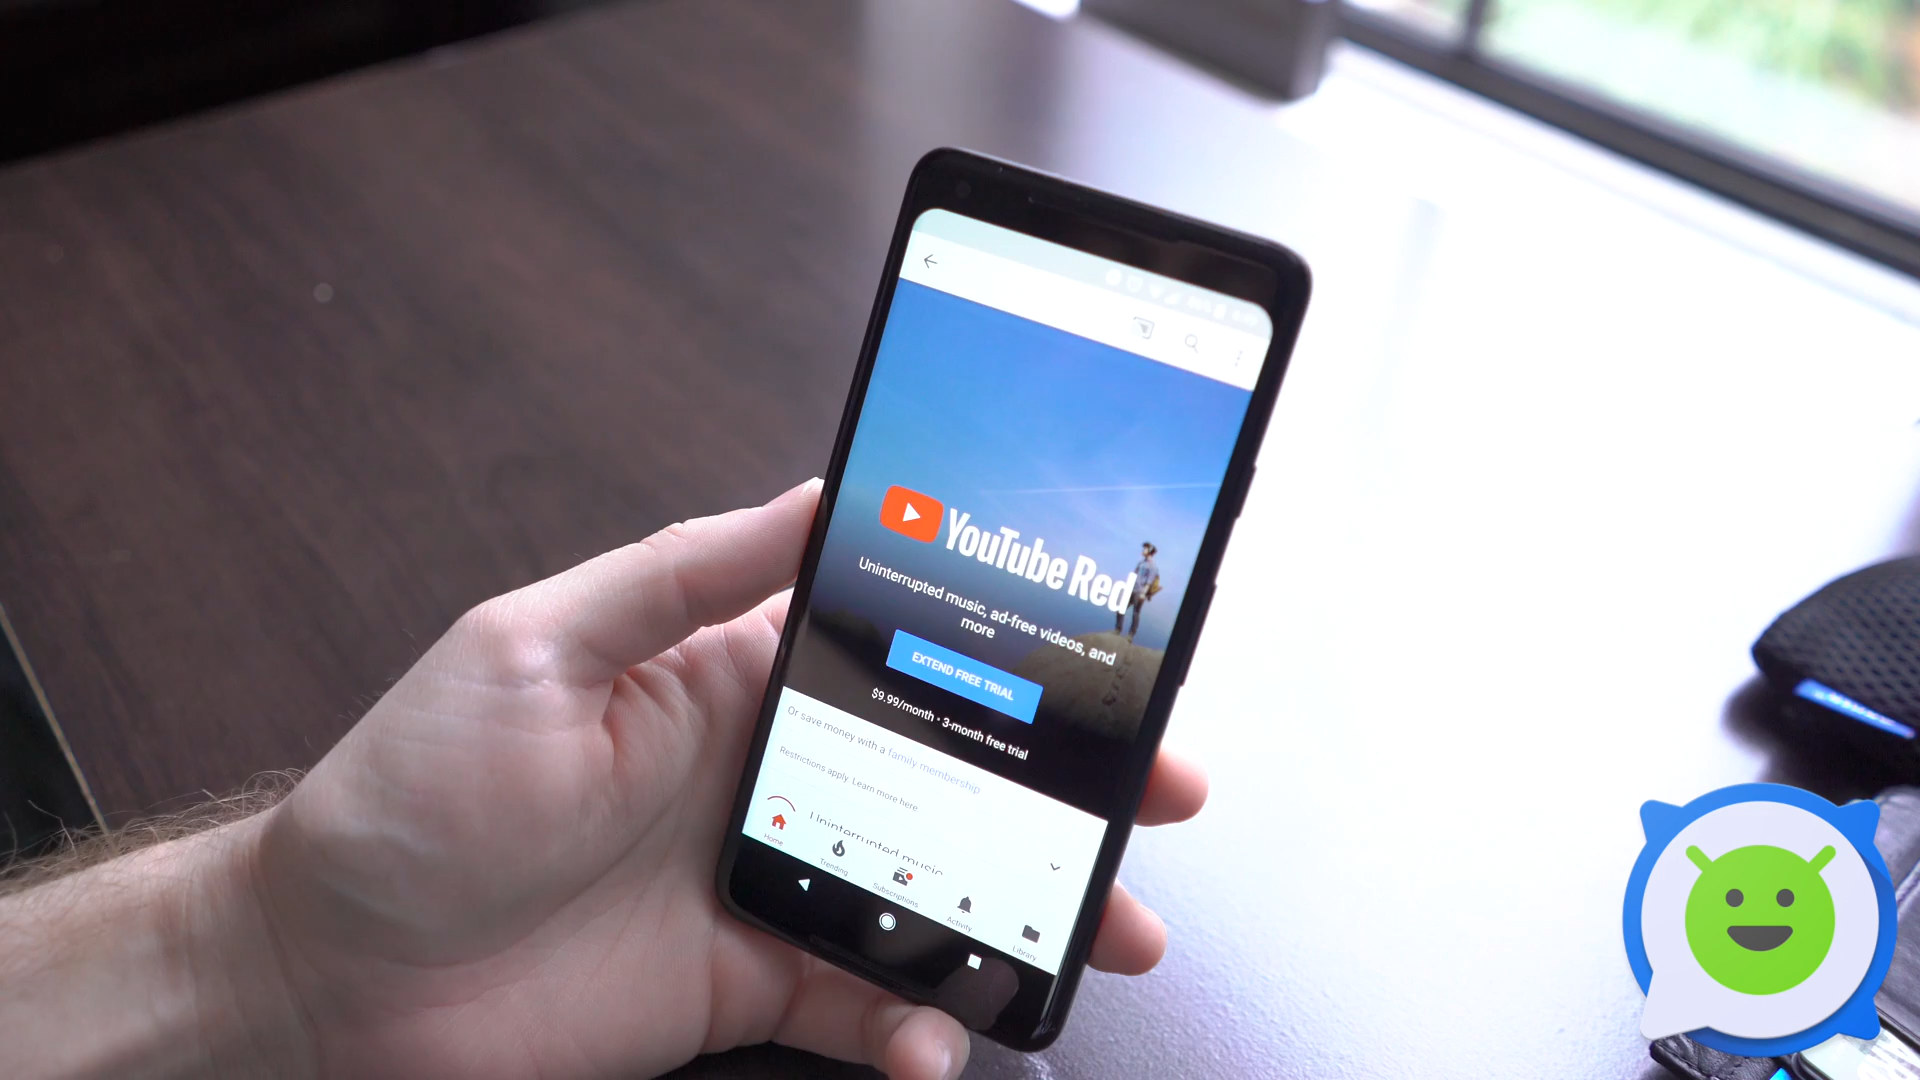 YouTube Red
Uninterrupted music, ad-free videos, and
more
EXTEND FREE TRIAL
$9.99/month • 3-month free trial
Or save money with a family membership
Restrictions apply. Learn more here
Uninterrupted music
Home
Trending
Subscriptions
Activity
Library